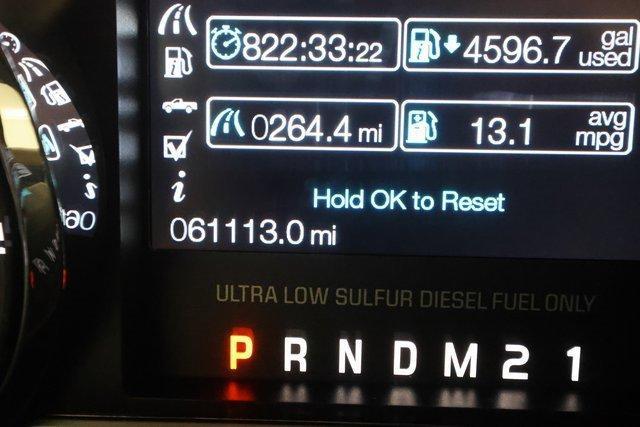 822:33:22
4596.7 gal used
0264.4 mi
13.1 avg mpg
Hold OK to Reset
061113.0 mi
ULTRA LOW SULFUR DIESEL FUEL ONLY
P R N D M 2 1